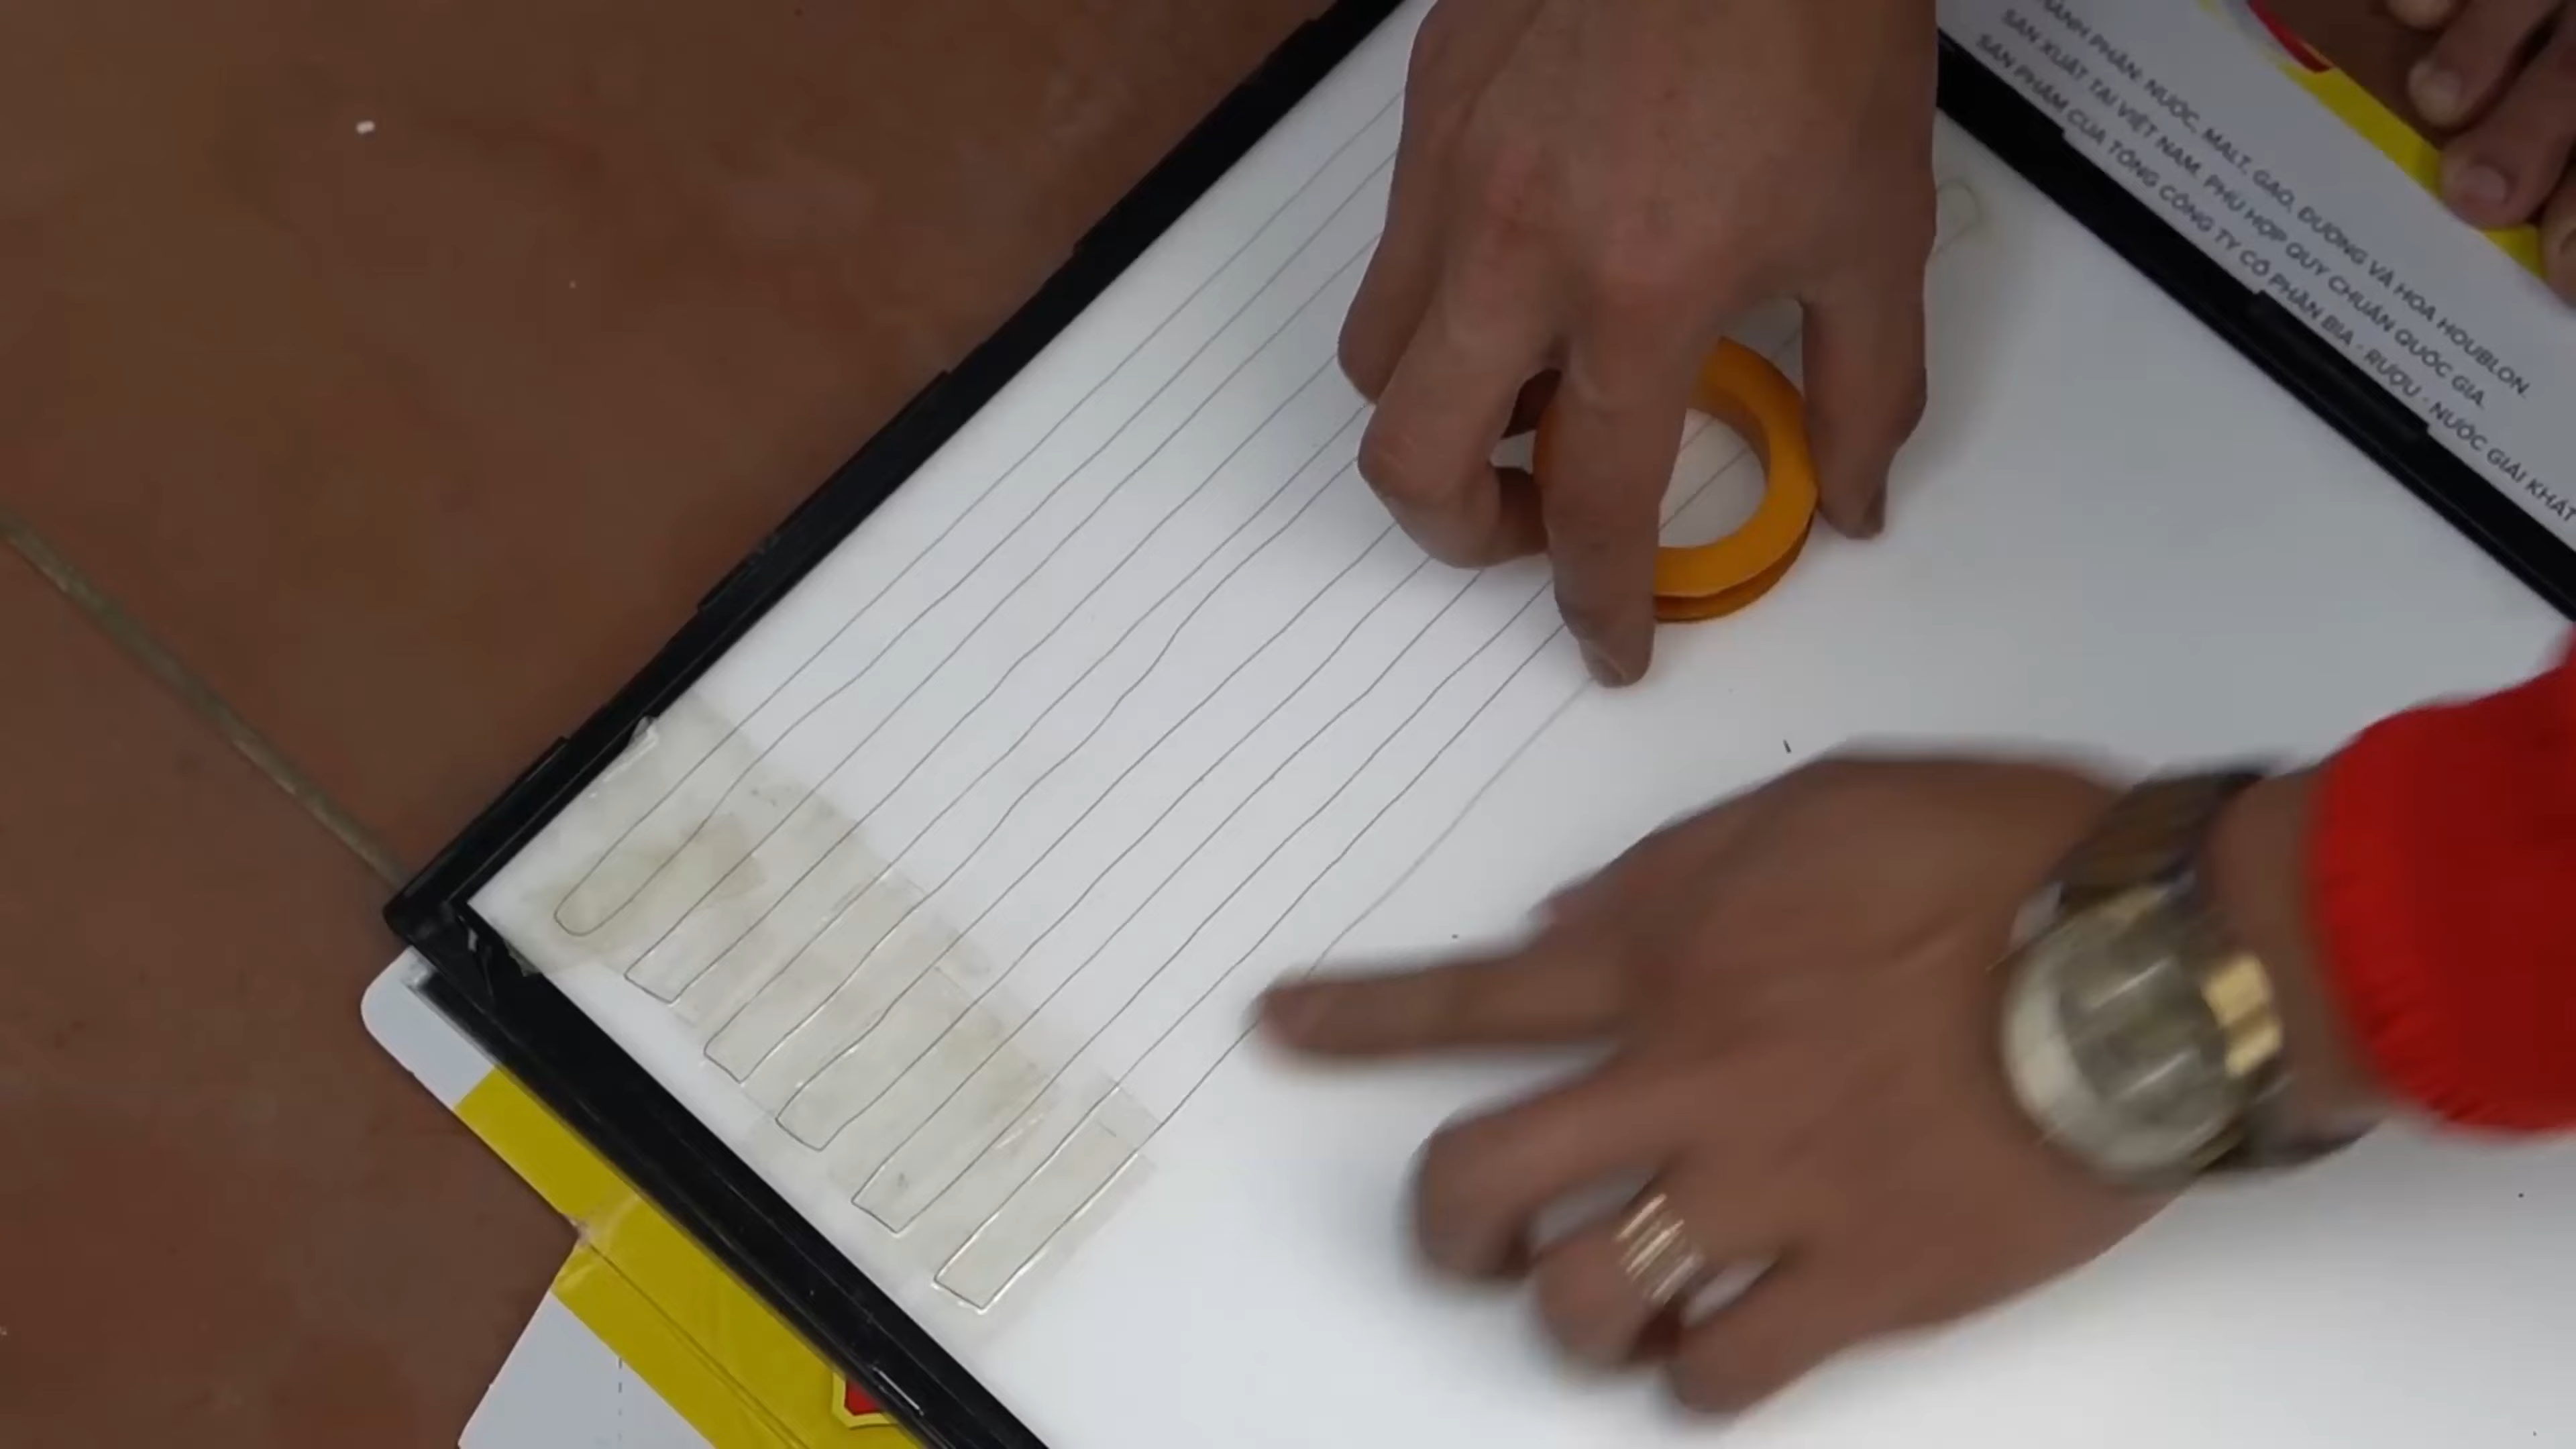 THÀNH PHẦN: NƯỚC, MALT, GẠO, ĐƯỜNG VÀ HOA HOUBLON.
SẢN XUẤT TẠI VIỆT NAM. PHÙ HỢP QUY CHUẨN QUỐC GIA.
SẢN PHẨM CỦA TỔNG CÔNG TY CỔ PHẦN BIA - RƯỢU - NƯỚC GIẢI KHÁT